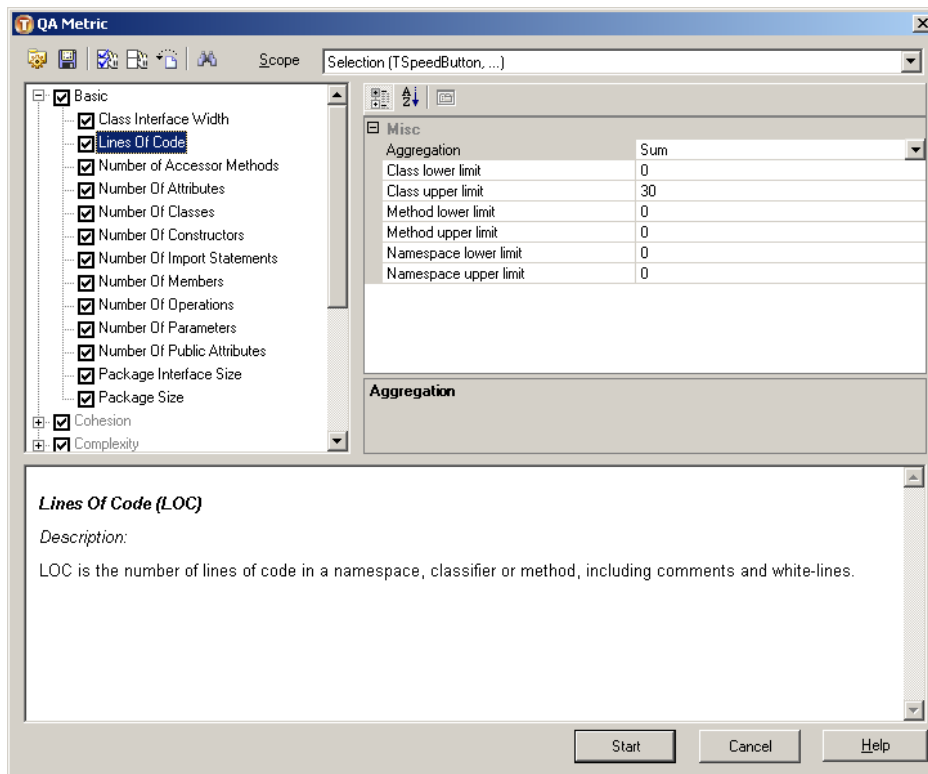 QA Metric
Scope Selection (TSpeedButton, ...)
Basic
Class Interface Width
Lines Of Code
Number of Accessor Methods
Number Of Attributes
Number Of Classes
Number Of Constructors
Number Of Import Statements
Number Of Members
Number Of Operations
Number Of Parameters
Number Of Public Attributes
Package Interface Size
Package Size
Cohesion
Complexity
Misc
Aggregation Sum
Class lower limit 0
Class upper limit 30
Method lower limit 0
Method upper limit 0
Namespace lower limit 0
Namespace upper limit 0
Aggregation
Lines Of Code (LOC)
Description:
LOC is the number of lines of code in a namespace, classifier or method, including comments and white-lines.
Start Cancel Help